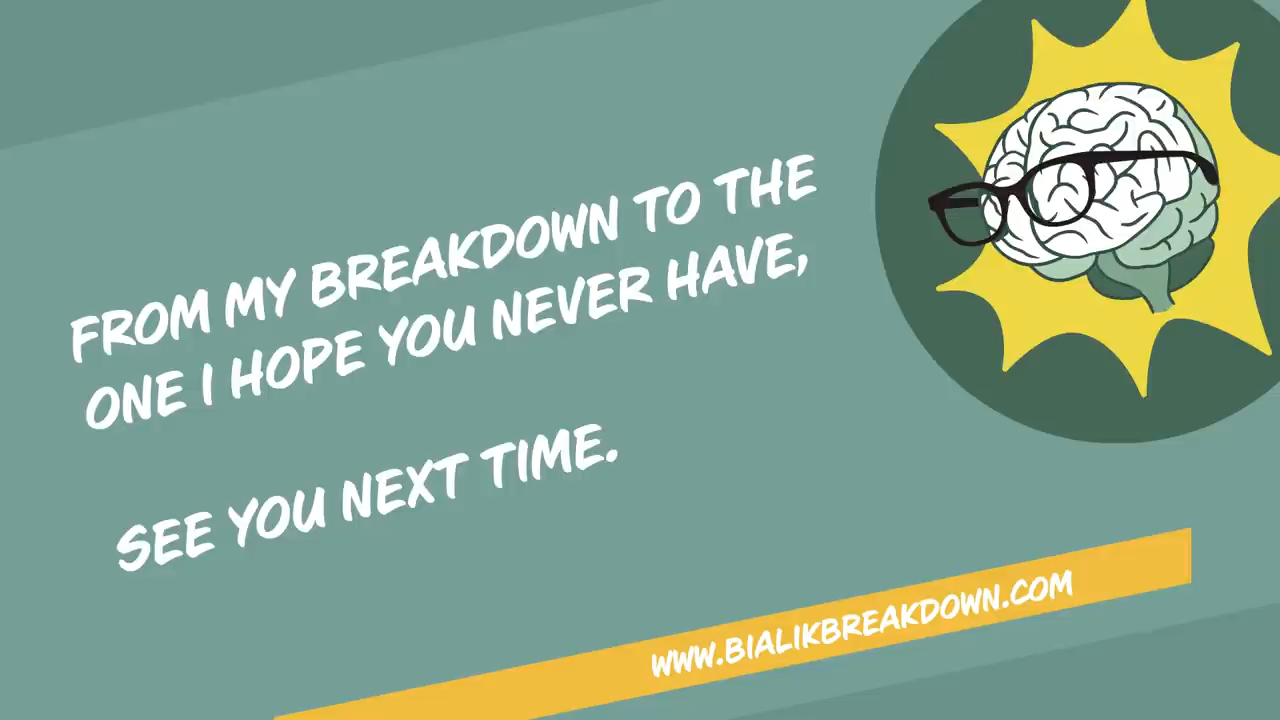 FROM MY BREAKDOWN TO THE
ONE I HOPE YOU NEVER HAVE,
SEE YOU NEXT TIME.
WWW.BIALIKBREAKDOWN.COM